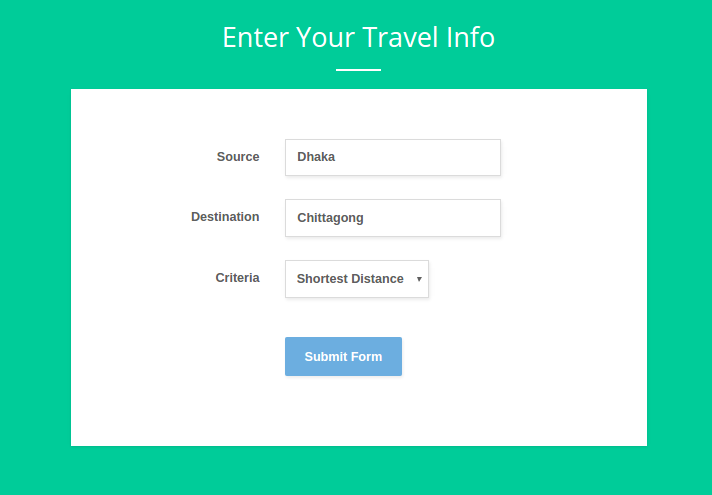 Enter Your Travel Info
Source Dhaka
Destination Chittagong
Criteria Shortest Distance
Submit Form